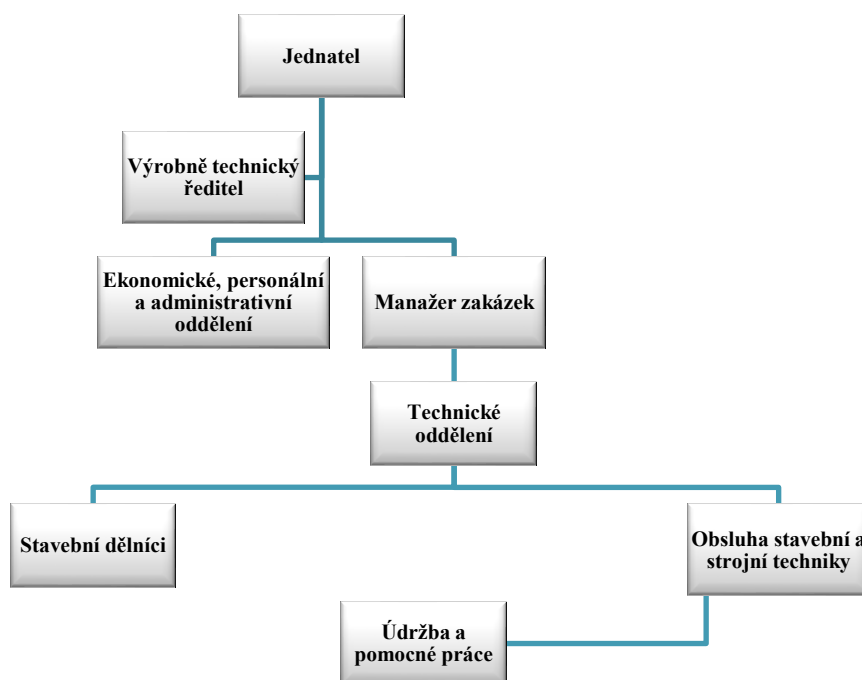 Jednatel
Výrobně technický
ředitel
Ekonomické, personální
a administrativní
oddělení
Manažer zakázek
Technické
oddělení
Stavební dělníci
Obsluha stavební a
strojní techniky
Údržba a
pomocné práce